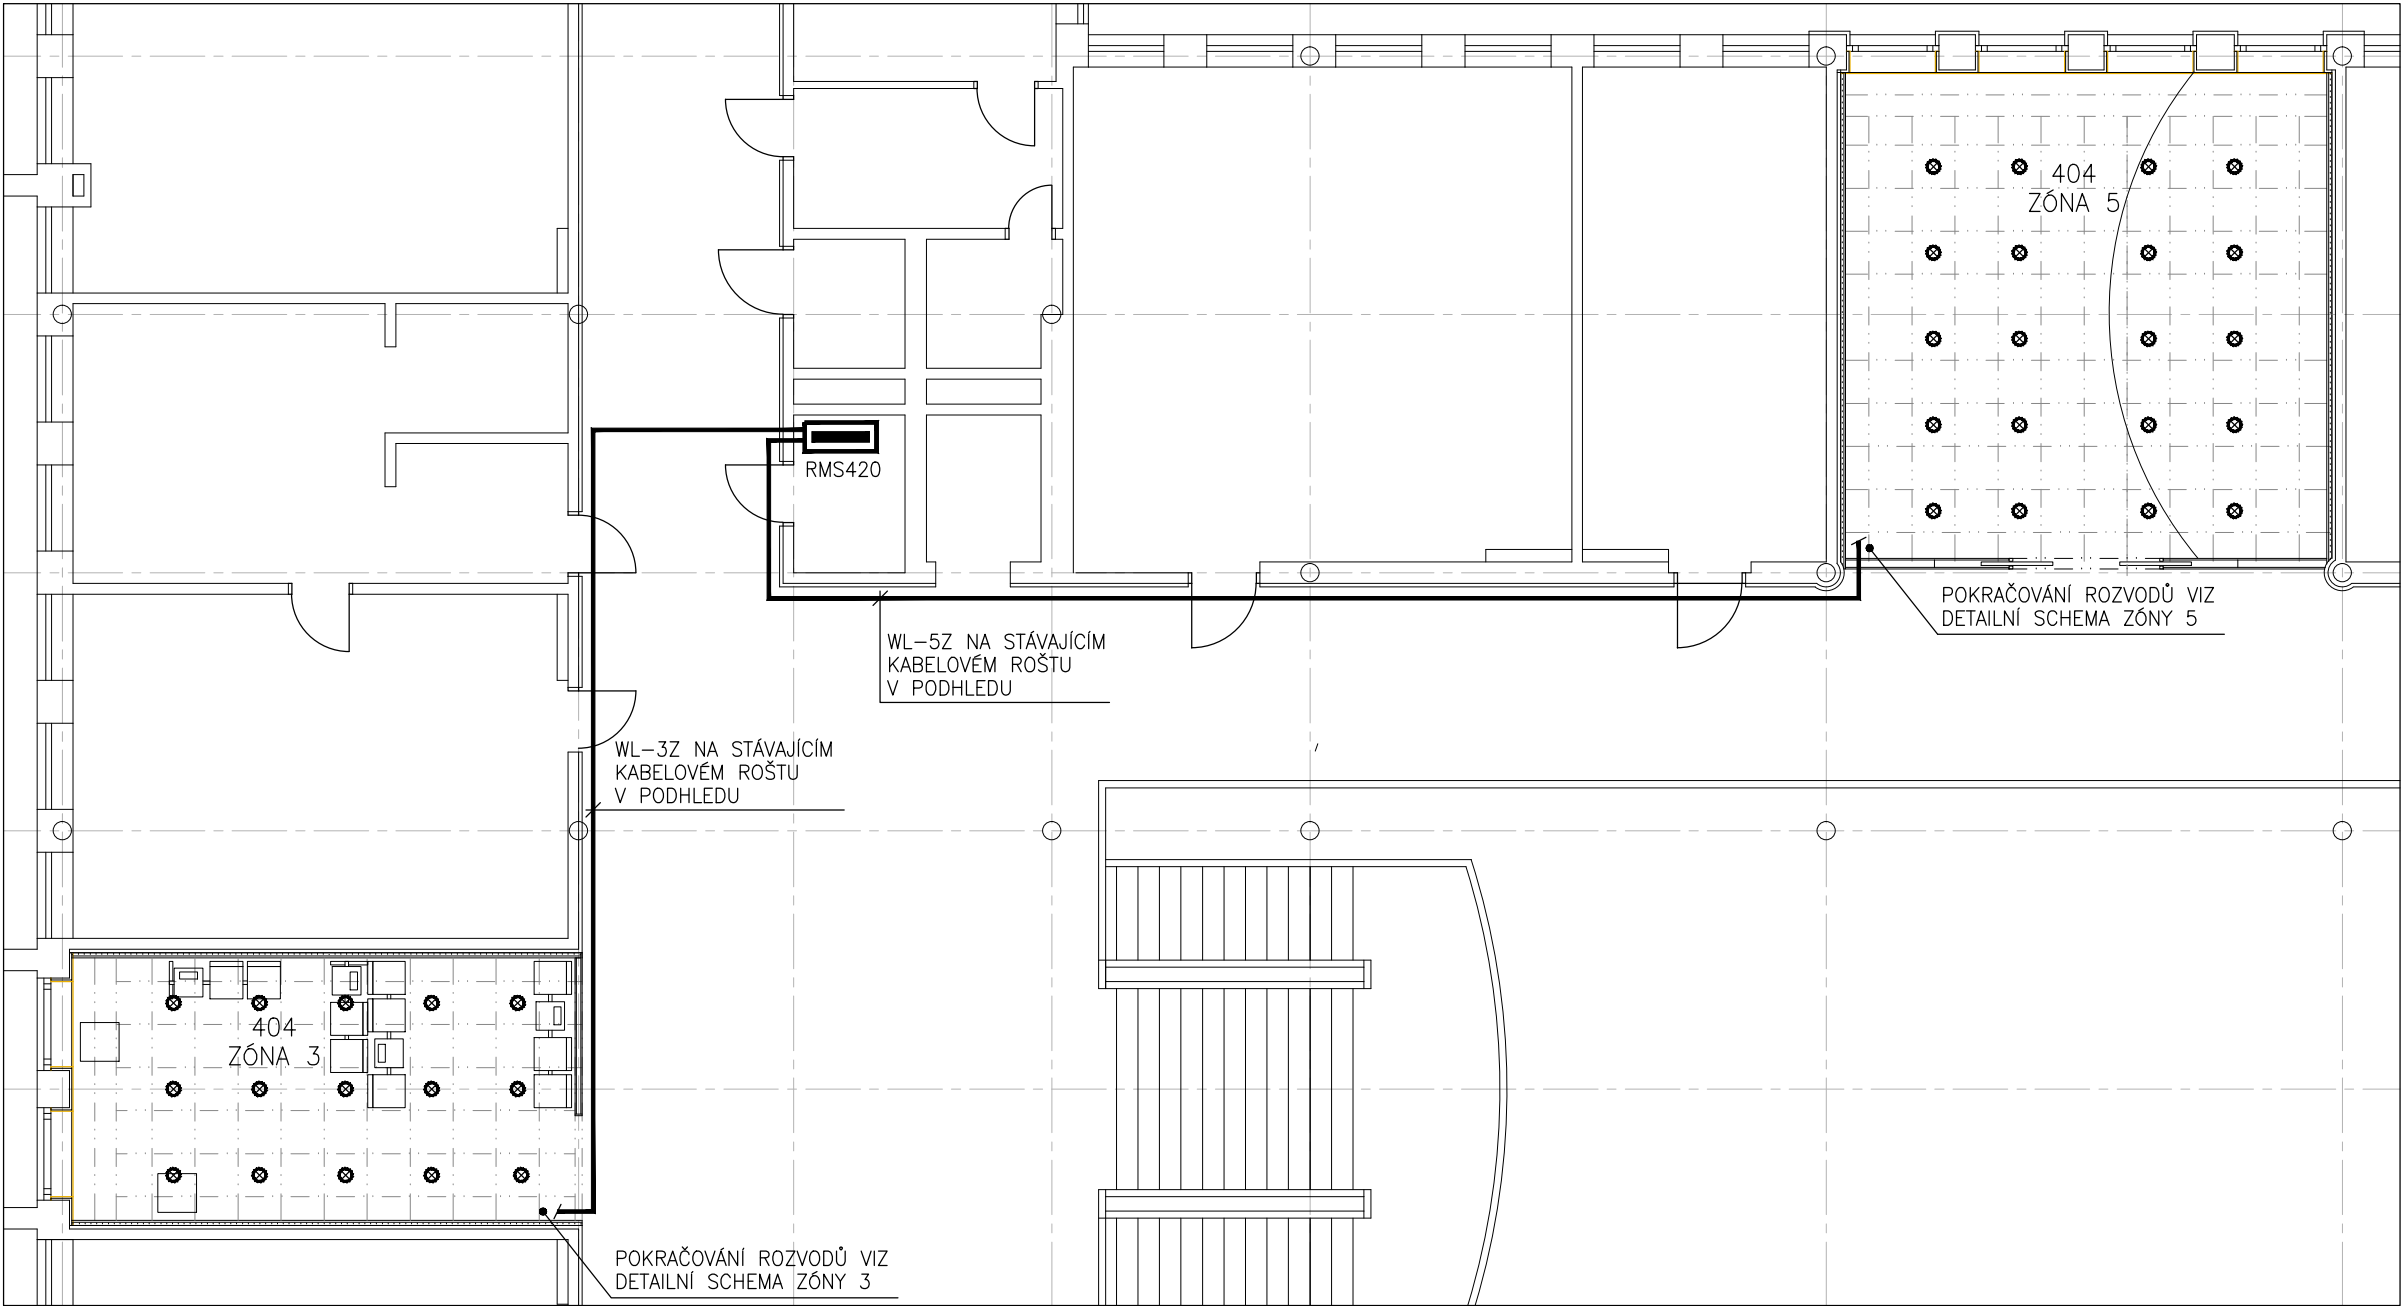 404
ZÓNA 5
RMS420
POKRAČOVÁNÍ ROZVODŮ VIZ
DETAILNÍ SCHEMA ZÓNY 5
WL-5Z NA STÁVAJÍCÍM
KABELOVÉM ROŠTU
V PODHLEDU
WL-3Z NA STÁVAJÍCÍM
KABELOVÉM ROŠTU
V PODHLEDU
404
ZÓNA 3
POKRAČOVÁNÍ ROZVODŮ VIZ
DETAILNÍ SCHEMA ZÓNY 3